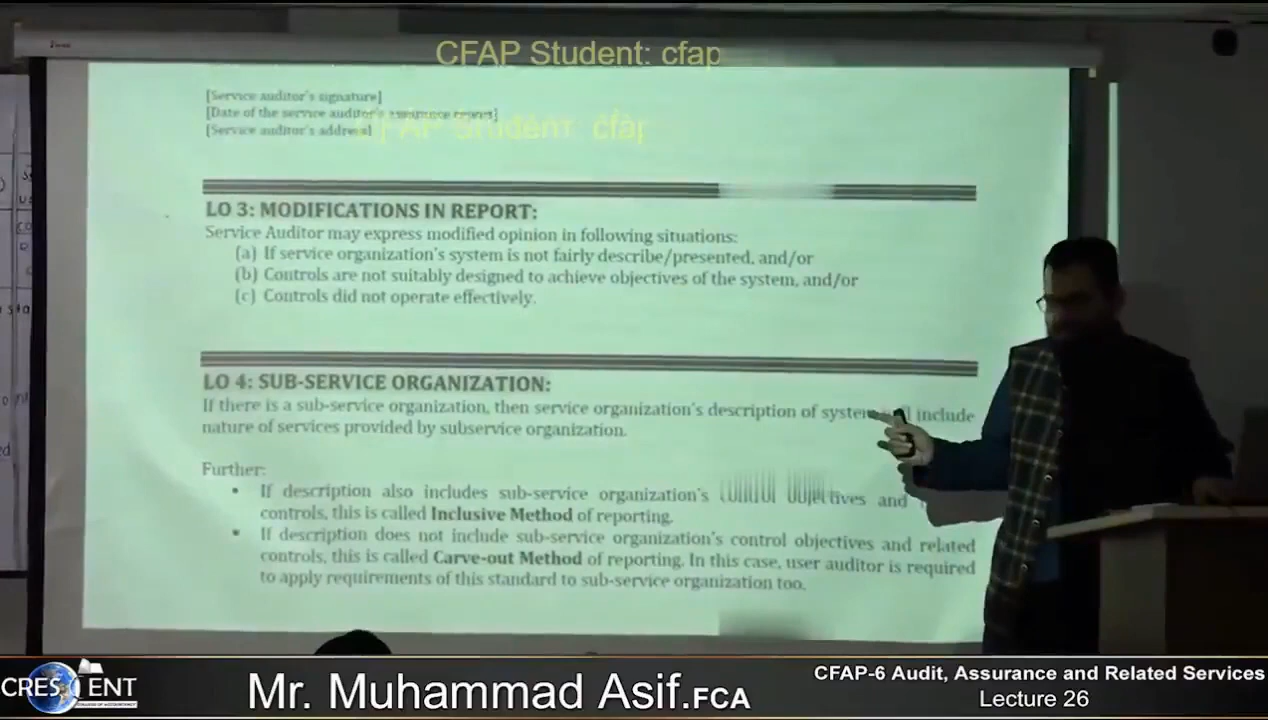 CFAP Student: cfap
[Service auditor's signature]
[Date of the service auditor's assurance report]
[Service auditor's address]
CFAP Student: cfap
LO 3: MODIFICATIONS IN REPORT:
Service Auditor may express modified opinion in following situations:
(a) If service organization's system is not fairly describe/presented, and/or
(b) Controls are not suitably designed to achieve objectives of the system, and/or
(c) Controls did not operate effectively.
LO 4: SUB-SERVICE ORGANIZATION:
If there is a sub-service organization, then service organization's description of system include
nature of services provided by subservice organization.
Further:
• If description also includes sub-service organization's control objectives and
controls, this is called Inclusive Method of reporting.
• If description does not include sub-service organization's control objectives and related
controls, this is called Carve-out Method of reporting. In this case, user auditor is required
to apply requirements of this standard to sub-service organization too.
CRESCENT
COLLEGE OF ACCOUNTANCY
Mr. Muhammad Asif.FCA
CFAP-6 Audit, Assurance and Related Services
Lecture 26